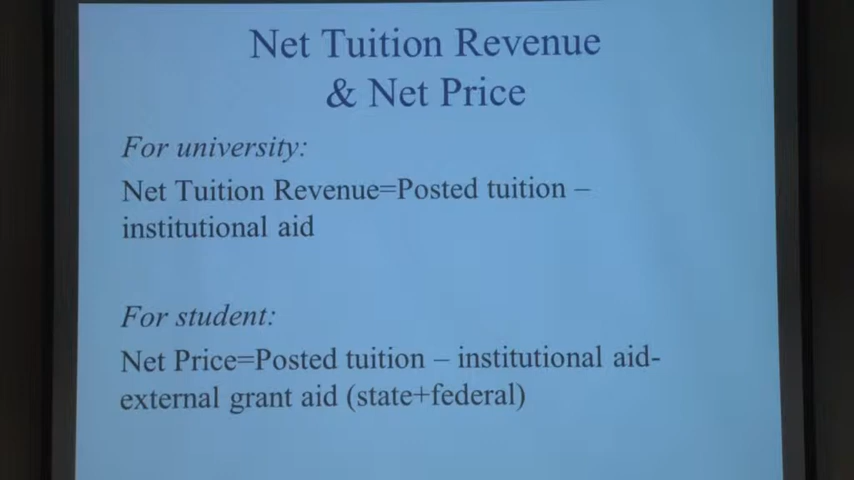 Net Tuition Revenue
& Net Price
For university:
Net Tuition Revenue=Posted tuition –
institutional aid
For student:
Net Price=Posted tuition – institutional aid-
external grant aid (state+federal)